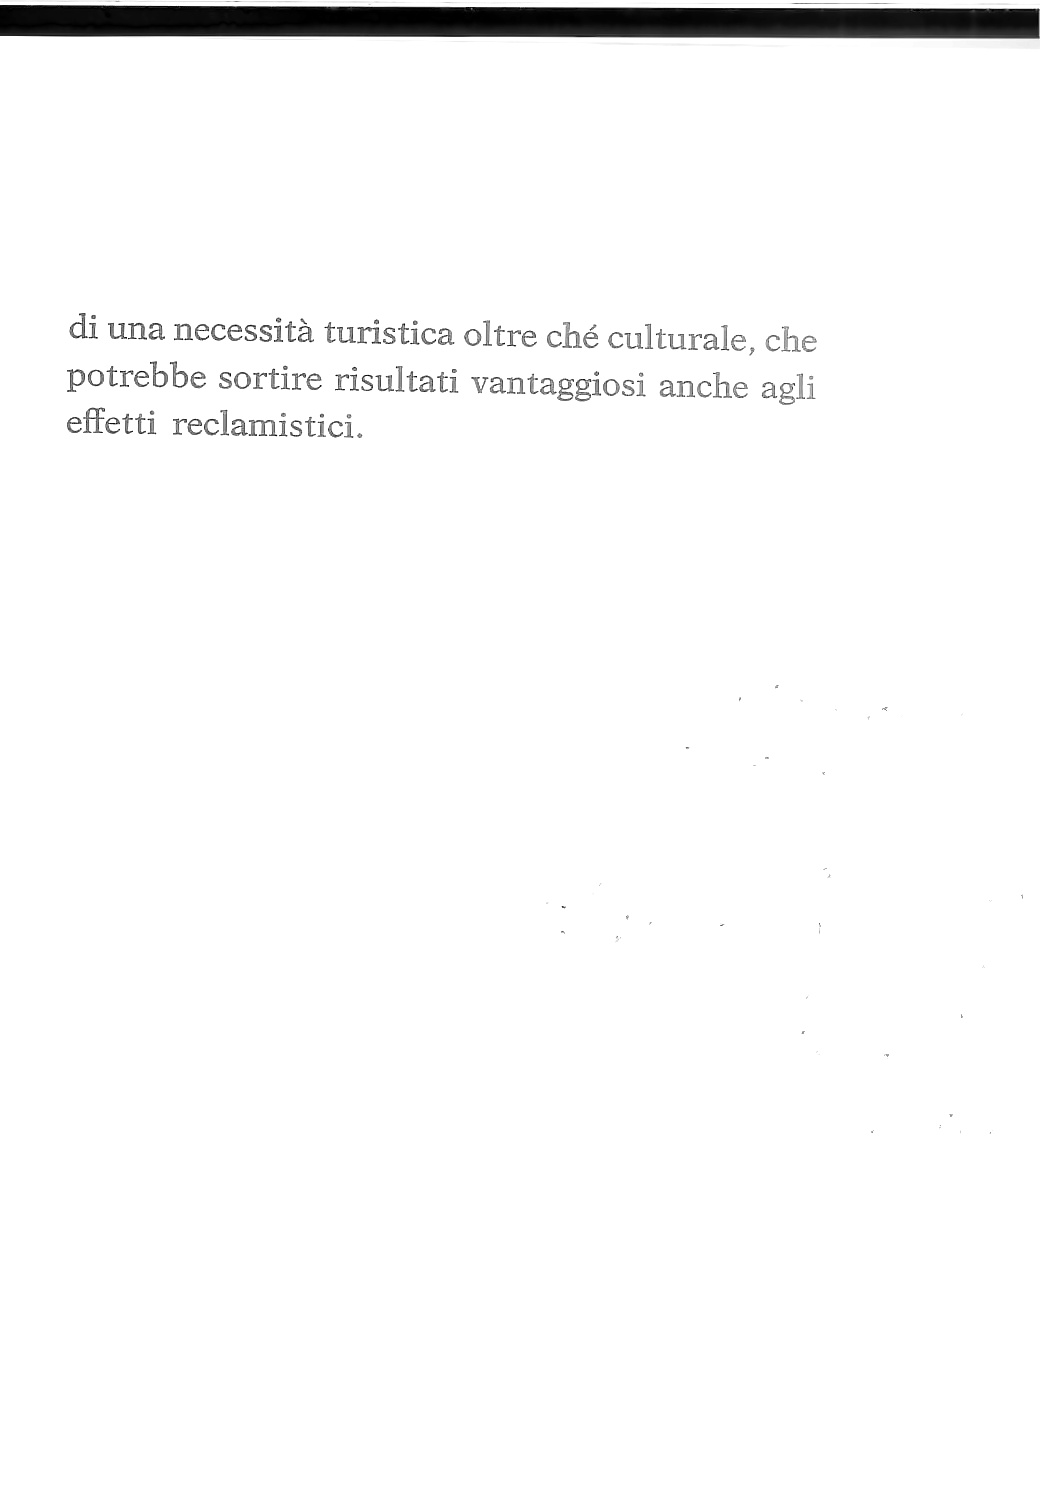 di una necessità turistica oltre ché culturale, che
potrebbe sortire risultati vantaggiosi anche agli
effetti reclamistici.